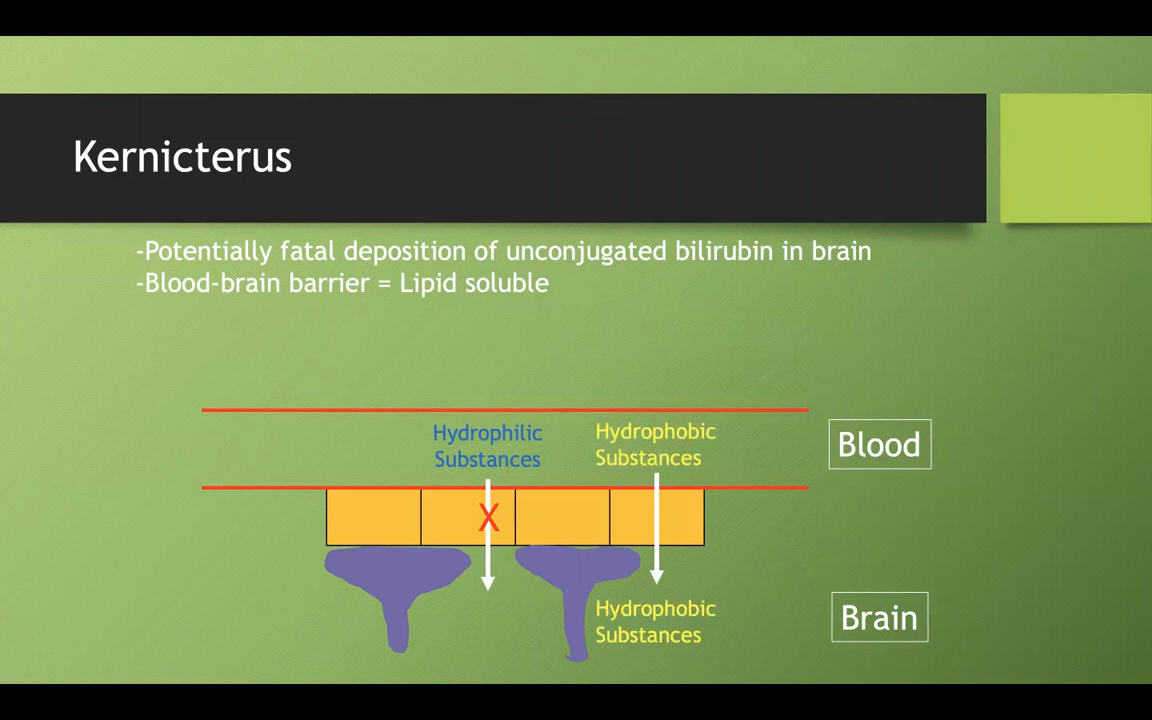 Kernicterus
-Potentially fatal deposition of unconjugated bilirubin in brain
-Blood-brain barrier = Lipid soluble
Hydrophilic
Substances
Hydrophobic
Substances
Blood
X
Hydrophobic
Substances
Brain